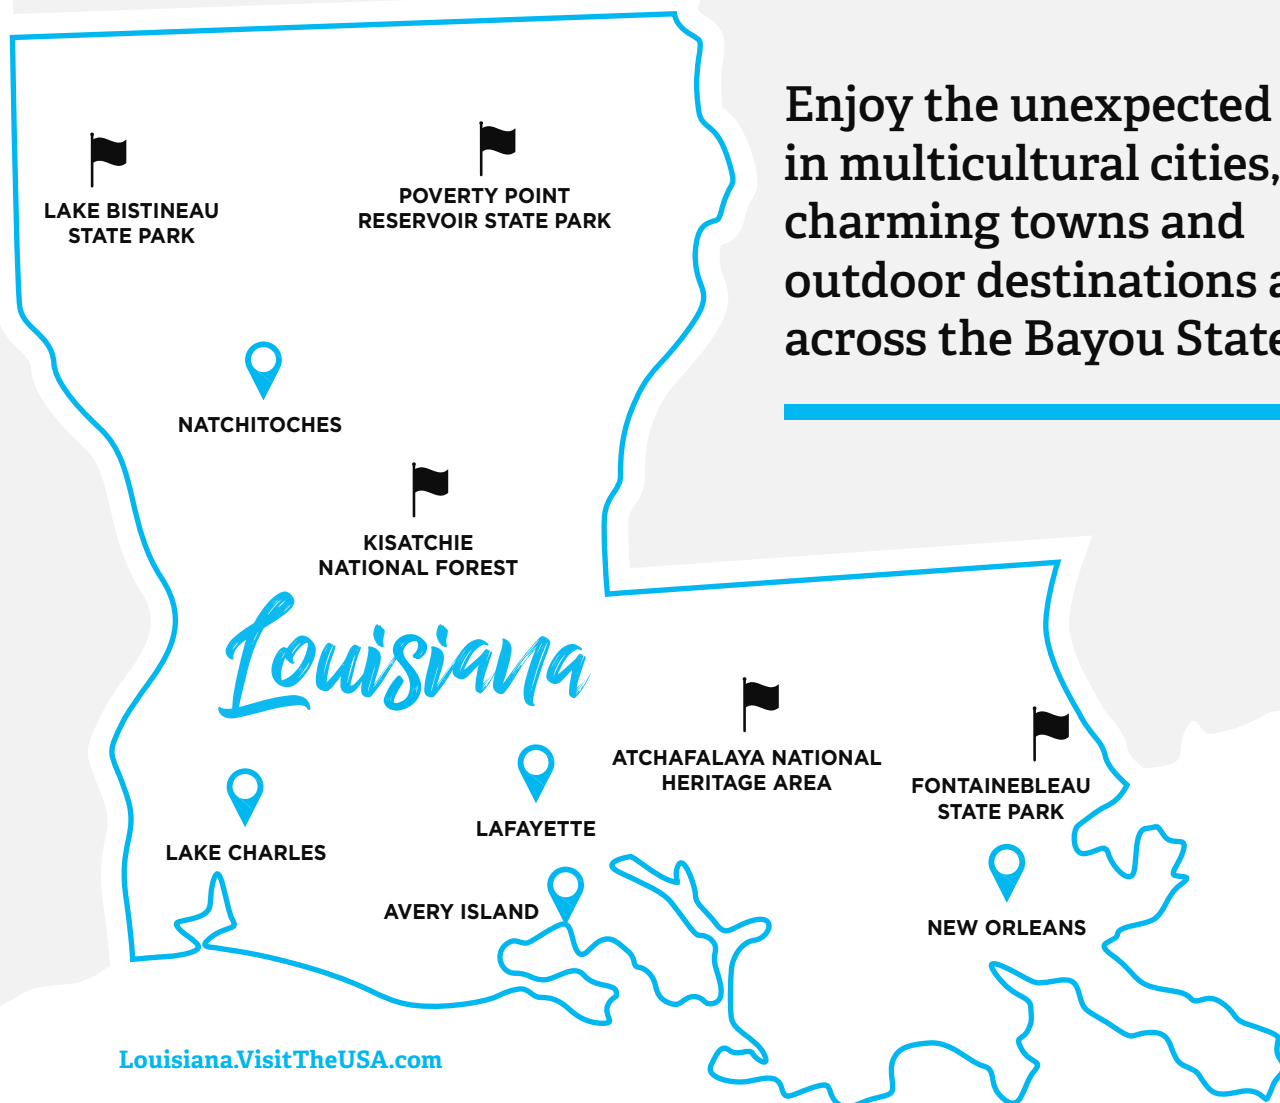 Enjoy the unexpected
in multicultural cities,
charming towns and
outdoor destinations
across the Bayou State
LAKE BISTINEAU
STATE PARK
POVERTY POINT
RESERVOIR STATE PARK
NATCHITOCHES
KISATCHIE
NATIONAL FOREST
Louisiana
ATCHAFALAYA NATIONAL
HERITAGE AREA
FONTAINEBLEAU
STATE PARK
LAFAYETTE
LAKE CHARLES
AVERY ISLAND
NEW ORLEANS
Louisiana.VisitTheUSA.com